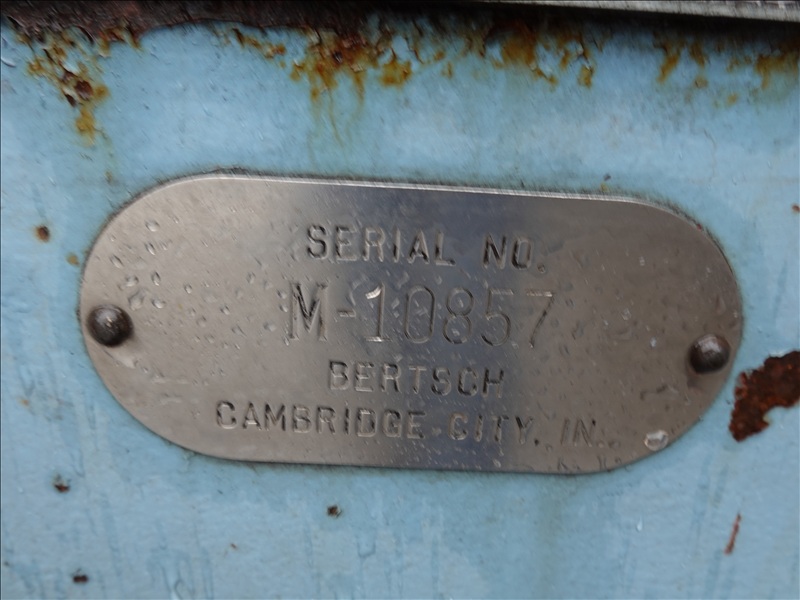 SERIAL NO.
M-10857
BERTSCH
CAMBRIDGE CITY, IN.